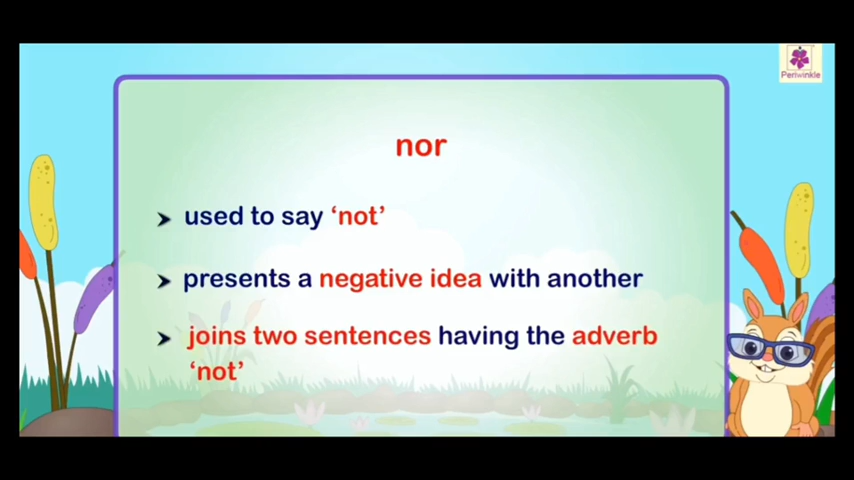 Periwinkle
nor
➤ used to say ‘not’
➤ presents a negative idea with another
➤ joins two sentences having the adverb
‘not’